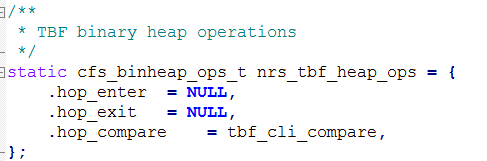 /**
 * TBF binary heap operations
 */
static cfs_binheap_ops_t nrs_tbf_heap_ops = {
    .hop_enter  = NULL,
    .hop_exit   = NULL,
    .hop_compare    = tbf_cli_compare,
};